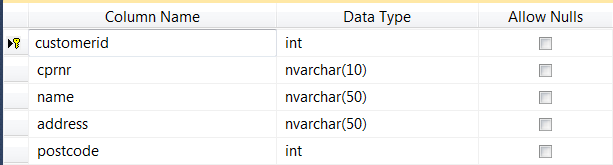 Column Name Data Type Allow Nulls
customerid int
cprnr nvarchar(10)
name nvarchar(50)
address nvarchar(50)
postcode int